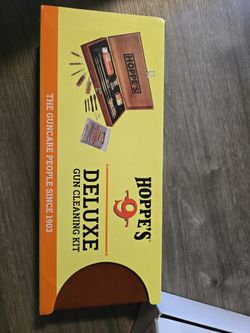 HOPPE'S
HOPPE'S
9
DELUXE
GUN CLEANING KIT
THE GUNCARE PEOPLE SINCE 1903